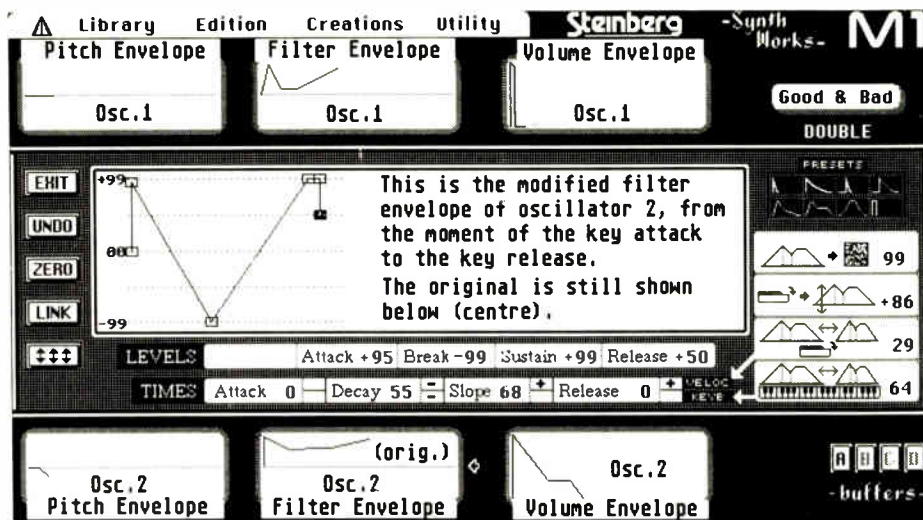 Library Edition Creations Utility
Steinberg
-Synth Works-
M1
Pitch Envelope
Osc.1
Filter Envelope
Osc.1
Volume Envelope
Osc.1
Good & Bad
DOUBLE
EXIT
UNDO
ZERO
LINK
+99
00
-99
This is the modified filter
envelope of oscillator 2, from
the moment of the key attack
to the key release.
The original is still shown
below (centre).
PRESETS
99
+86
29
64
LEVELS Attack +95 Break -99 Sustain +99 Release +50
TIMES Attack 0 Decay 55 - Slope 68 + Release 0 + VELOC
- - - - KEYB
Osc.2
Pitch Envelope
(orig.)
Osc.2
Filter Envelope
Osc.2
Volume Envelope
A B C D
-buffers-